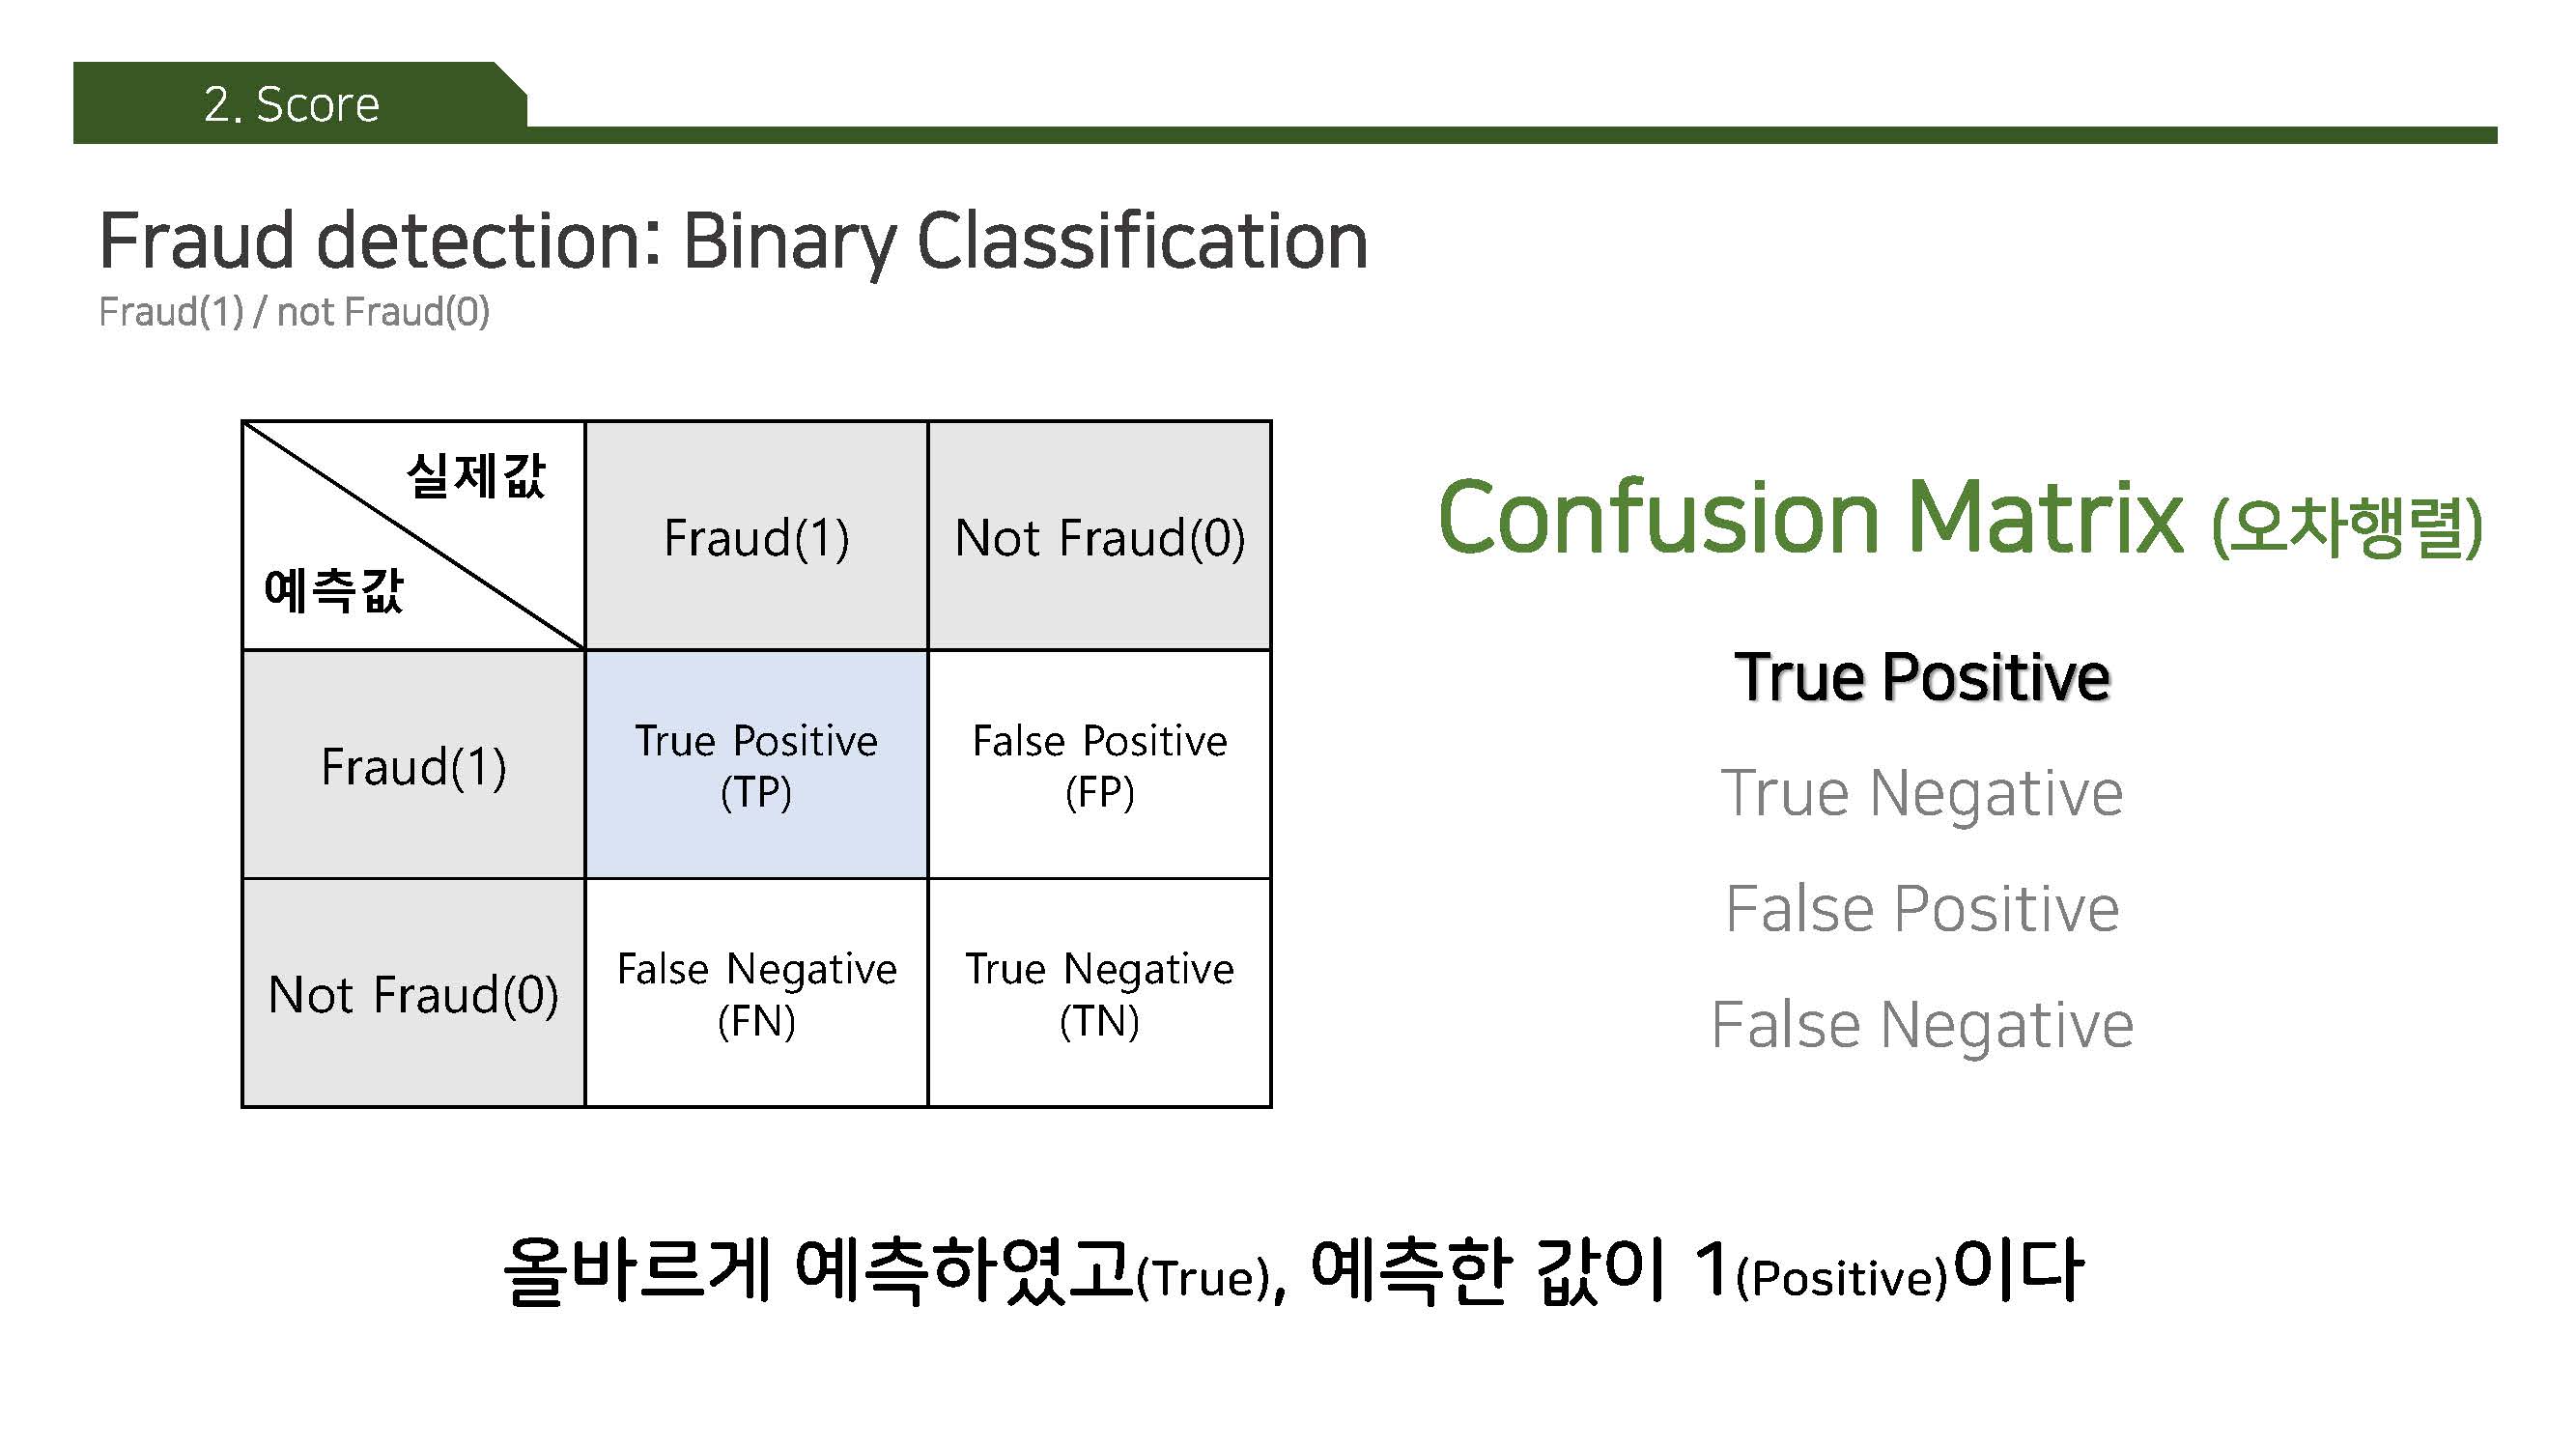 2. Score
Fraud detection: Binary Classification
Fraud(1) / not Fraud(0)
실제값
예측값
Fraud(1)
Not Fraud(0)
Fraud(1)
True Positive
(TP)
False Positive
(FP)
Not Fraud(0)
False Negative
(FN)
True Negative
(TN)
Confusion Matrix (오차행렬)
True Positive
True Negative
False Positive
False Negative
올바르게 예측하였고(True), 예측한 값이 1(Positive)이다